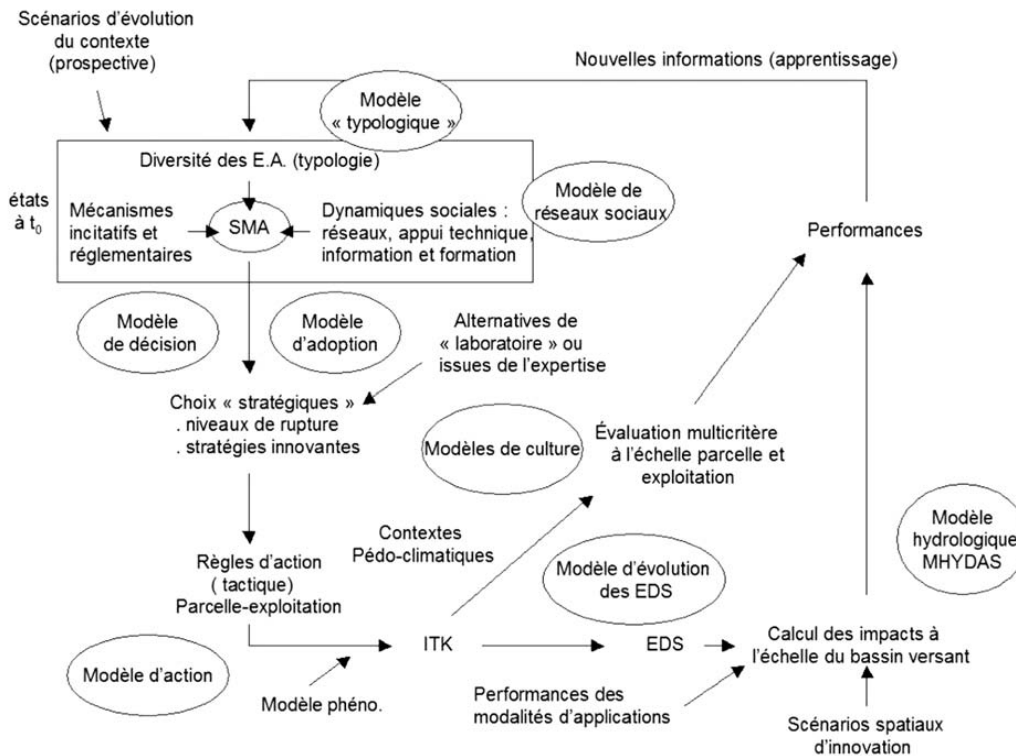 Scénarios d'évolution
du contexte
(prospective)
Nouvelles informations (apprentissage)
Modèle
« typologique »
Diversité des E.A. (typologie)
états
à t₀
Mécanismes
incitatifs et
réglementaires
SMA
Dynamiques sociales :
réseaux, appui technique,
information et formation
Modèle de
réseaux sociaux
Performances
Modèle
de décision
Modèle
d'adoption
Alternatives de
« laboratoire » ou
issues de l'expertise
Choix « stratégiques »
. niveaux de rupture
. stratégies innovantes
Modèles de culture
Évaluation multicritère
à l'échelle parcelle et
exploitation
Modèle
hydrologique
MHYDAS
Contextes
Pédo-climatiques
Règles d'action
( tactique)
Parcelle-exploitation
Modèle d'évolution
des EDS
ITK
EDS
Calcul des impacts à
l'échelle du bassin versant
Modèle d'action
Modèle phéno.
Performances des
modalités d'applications
Scénarios spatiaux
d'innovation